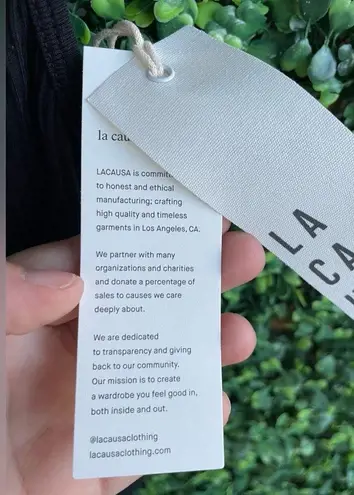 la cau
LACAUSA is commit
to honest and ethical
manufacturing; crafting
high quality and timeless
garments in Los Angeles, CA.
We partner with many
organizations and charities
and donate a percentage of
sales to causes we care
deeply about.
We are dedicated
to transparency and giving
back to our community.
Our mission is to create
a wardrobe you feel good in,
both inside and out.
@lacausaclothing
lacausaclothing.com
LA
CA